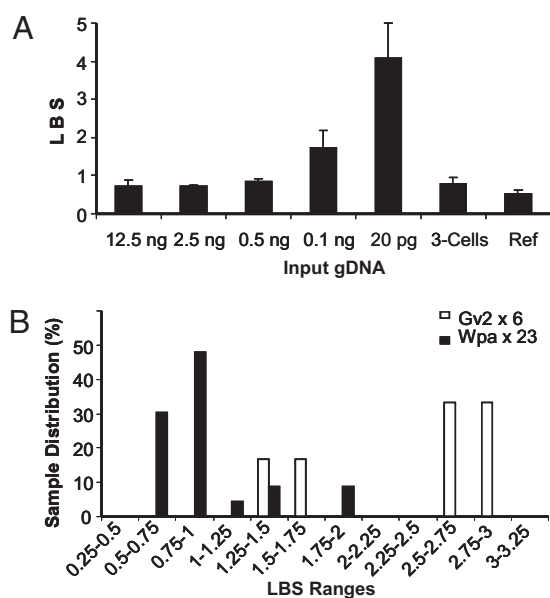 A
5
4
3
2
1
0
L B S
12.5 ng 2.5 ng 0.5 ng 0.1 ng 20 pg 3-Cells Ref
Input gDNA
B
Gv2 x 6
Wpa x 23
50
40
30
20
10
0
Sample Distribution (%)
0.25-0.5 0.5-0.75 0.75-1 1-1.25 1.25-1.5 1.5-1.75 1.75-2 2-2.25 2.25-2.5 2.5-2.75 2.75-3 3-3.25
LBS Ranges